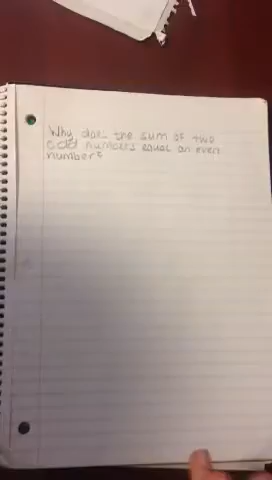 Why does the sum of two
odd numbers equal an even
number?